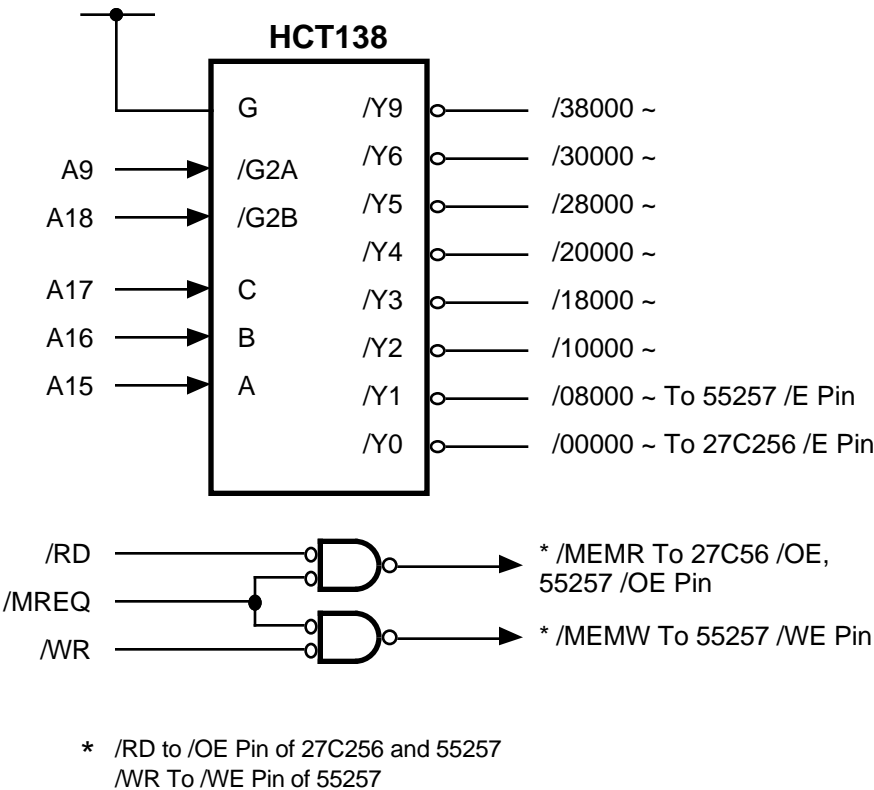 HCT138
G /Y9 /38000 ~
A9 /G2A /Y6 /30000 ~
A18 /G2B /Y5 /28000 ~
/Y4 /20000 ~
A17 C /Y3 /18000 ~
A16 B /Y2 /10000 ~
A15 A /Y1 /08000 ~ To 55257 /E Pin
/Y0 /00000 ~ To 27C256 /E Pin
/RD * /MEMR To 27C56 /OE,
55257 /OE Pin
/MREQ
/WR * /MEMW To 55257 /WE Pin
* /RD to /OE Pin of 27C256 and 55257
/WR To /WE Pin of 55257